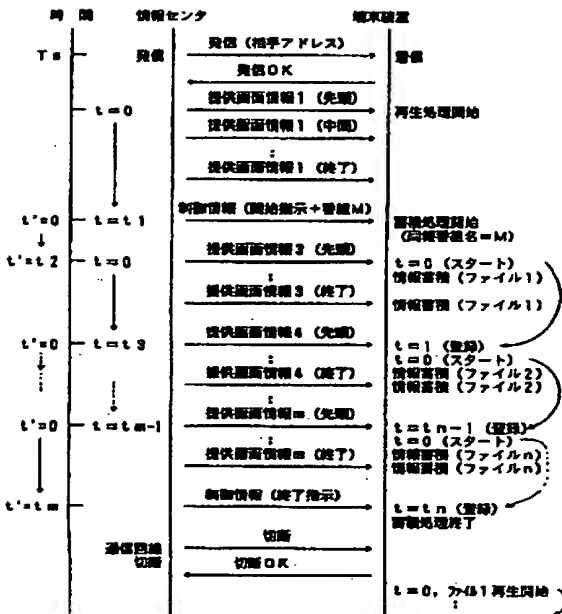 時 間 情報センタ 端末装置
Ts 発信 発信 (相手アドレス) 着信
発信OK
提供画面情報1 (先頭)
t=0 再生処理開始
提供画面情報1 (中間)
:
提供画面情報1 (終了)
制御情報 (開始指示+番組M)
t'=0 t=t1 蓄積処理開始
(同報番組名=M)
提供画面情報3 (先頭)
t'=t2 t=0 t=0 (スタート)
: 情報蓄積 (ファイル1)
提供画面情報3 (終了)
情報蓄積 (ファイル1)
提供画面情報4 (先頭)
t'=0 t=t3 t=1 (登録)
: t=0 (スタート)
提供画面情報4 (終了) 情報蓄積 (ファイル2)
情報蓄積 (ファイル2)
:
提供画面情報m (先頭)
t'=0 t=tm-1 t=tn-1 (登録)
: t=0 (スタート)
提供画面情報m (終了) 情報蓄積 (ファイルn)
情報蓄積 (ファイルn)
制御情報 (終了指示)
t'=tm t=tn (登録)
蓄積処理終了
切断
通信回線
切断 切断OK
t=0, ファイル1再生開始
: